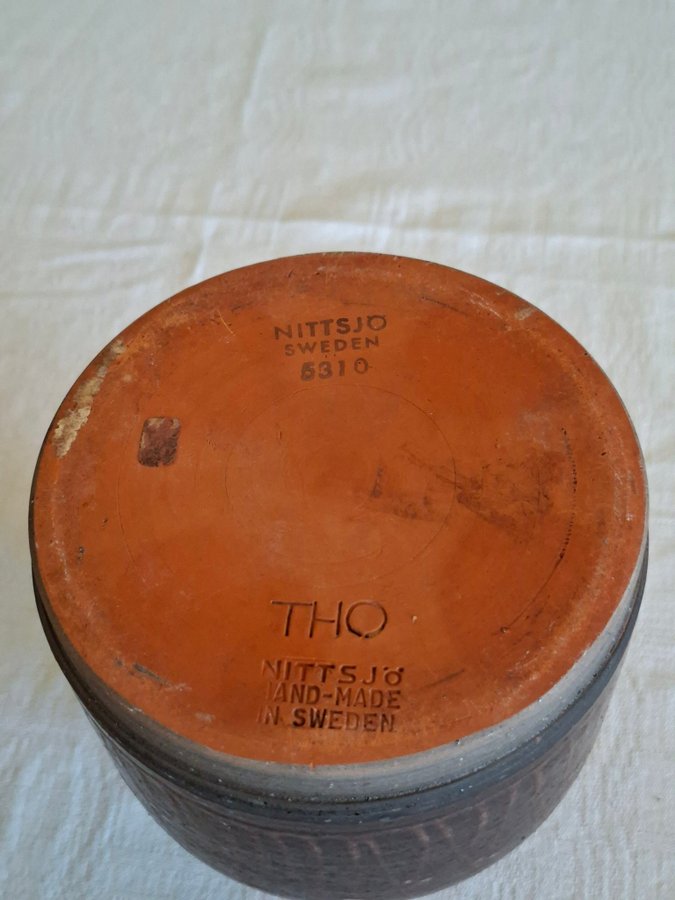 NITTSJÖ
SWEDEN
5310
THO
NITTSJÖ
HAND-MADE
IN SWEDEN